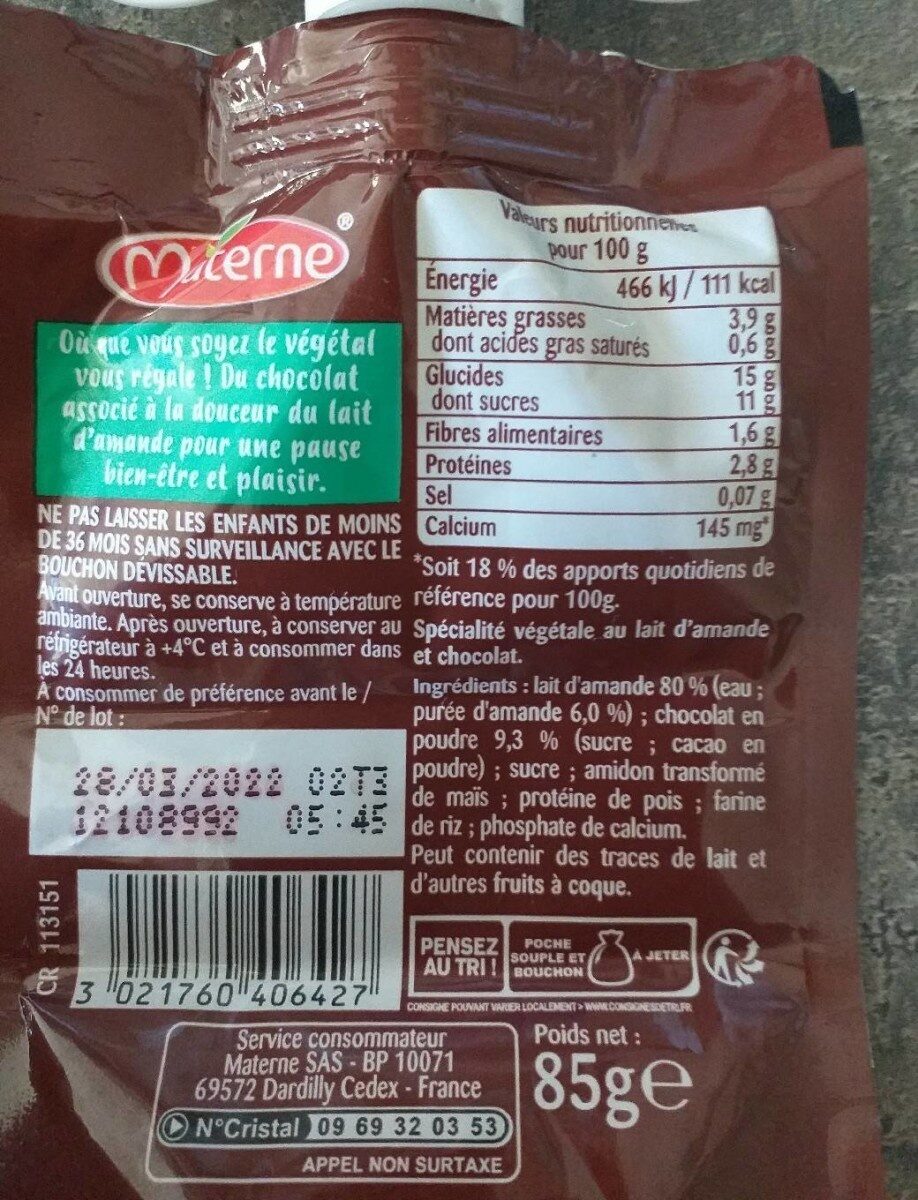 Materne®
Où que vous soyez le végétal
vous régale ! Du chocolat
associé à la douceur du lait
d'amande pour une pause
bien-être et plaisir.
NE PAS LAISSER LES ENFANTS DE MOINS
DE 36 MOIS SANS SURVEILLANCE AVEC LE
BOUCHON DÉVISSABLE.
Avant ouverture, se conserve à température
ambiante. Après ouverture, à conserver au
réfrigérateur à +4°C et à consommer dans
les 24 heures.
À consommer de préférence avant le /
N° de lot :
28/03/2022 02T3
12108992 05:45
CR 113151
3 021760 406427
Valeurs nutritionnelles
pour 100 g
Énergie 466 kJ / 111 kcal
Matières grasses 3,9 g
dont acides gras saturés 0,6 g
Glucides 15 g
dont sucres 11 g
Fibres alimentaires 1,6 g
Protéines 2,8 g
Sel 0,07 g
Calcium 145 mg*
*Soit 18 % des apports quotidiens de
référence pour 100g.
Spécialité végétale au lait d'amande
et chocolat.
Ingrédients : lait d'amande 80 % (eau ;
purée d'amande 6,0 %) ; chocolat en
poudre 9,3 % (sucre ; cacao en
poudre) ; sucre ; amidon transformé
de maïs ; protéine de pois ; farine
de riz ; phosphate de calcium.
Peut contenir des traces de lait et
d'autres fruits à coque.
PENSEZ
AU TRI !
POCHE
SOUPLE ET
BOUCHON
À JETER
CONSIGNE POUVANT VARIER LOCALEMENT > WWW.CONSIGNESDETRI.FR
Service consommateur
Materne SAS - BP 10071
69572 Dardilly Cedex - France
N°Cristal 09 69 32 03 53
APPEL NON SURTAXE
Poids net :
85g e